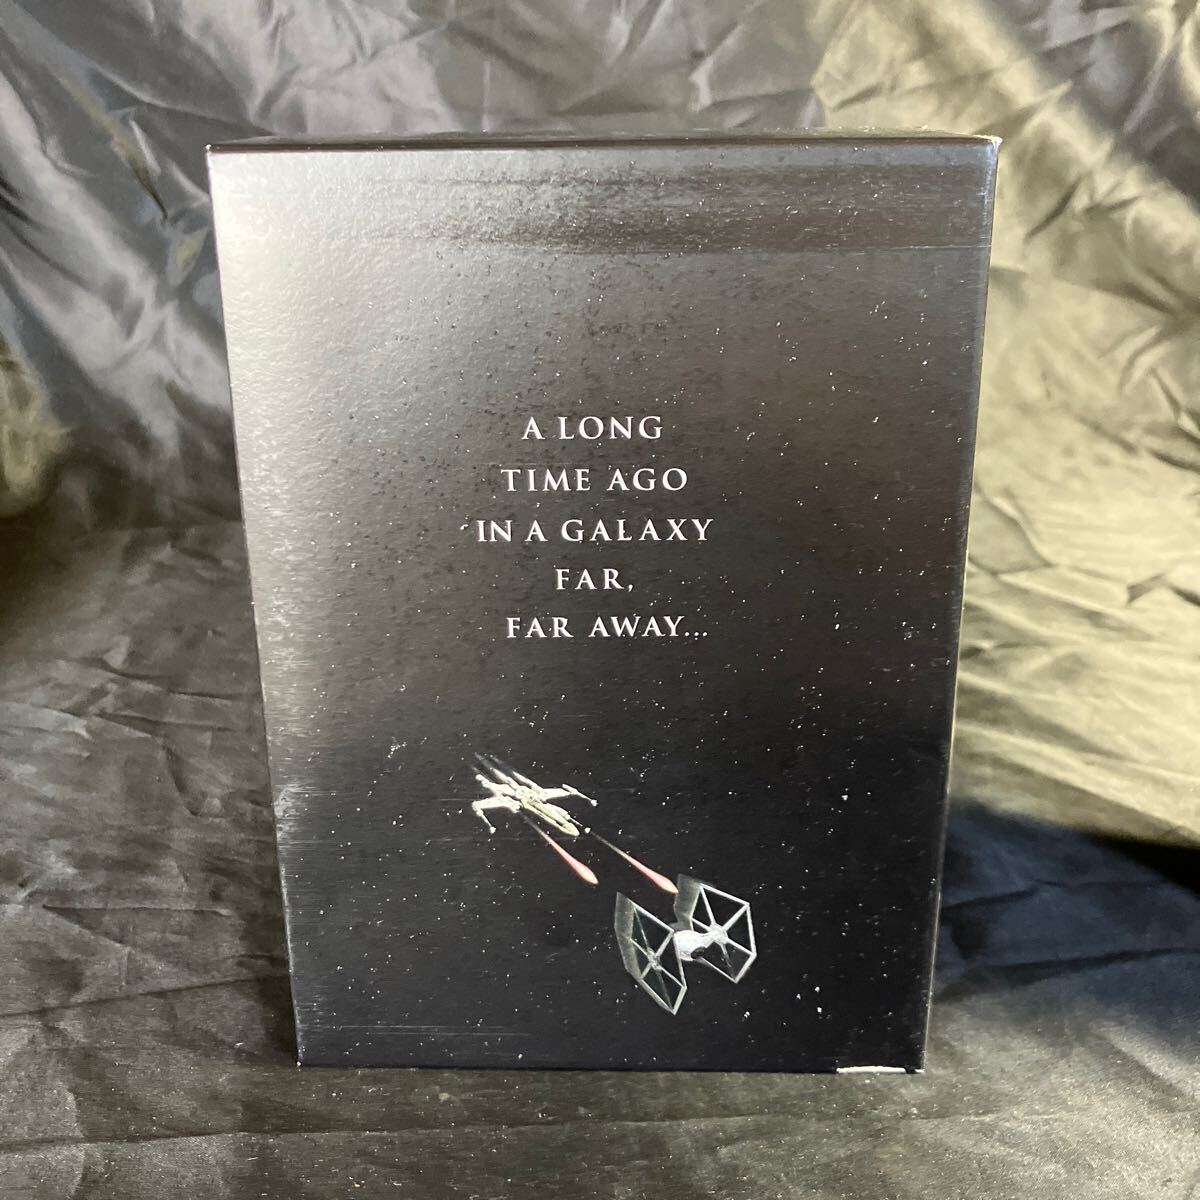 A LONG
TIME AGO
IN A GALAXY
FAR,
FAR AWAY...